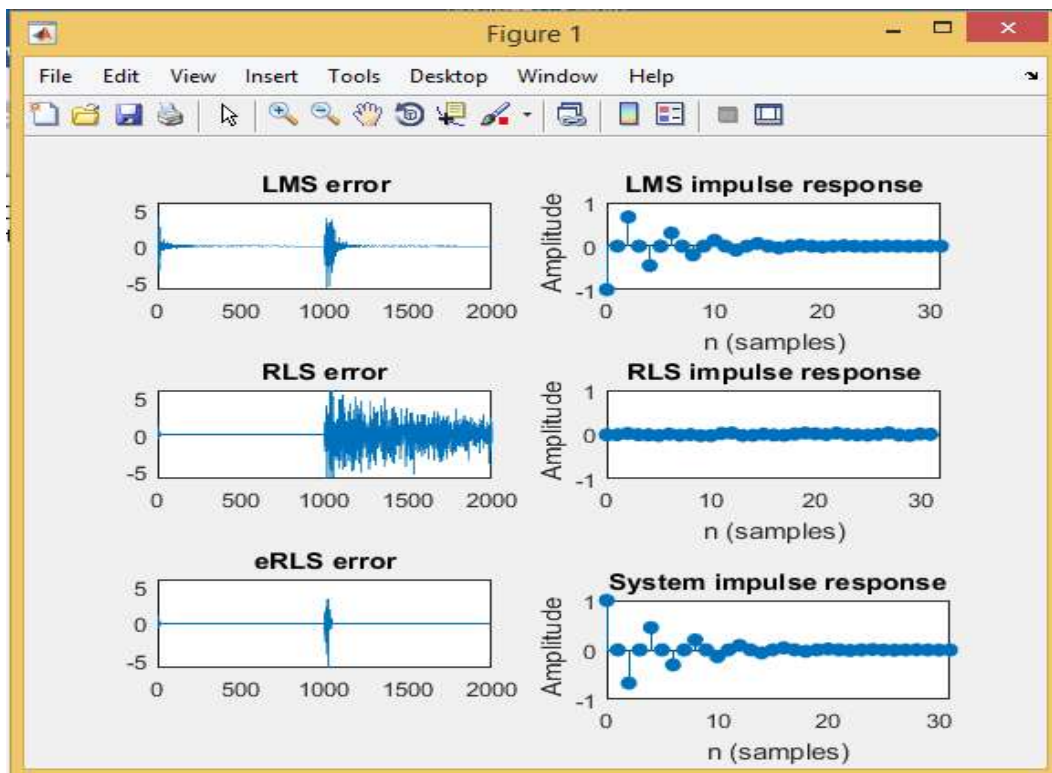 Figure 1
File Edit View Insert Tools Desktop Window Help
LMS error
5
0
-5
0 500 1000 1500 2000
LMS impulse response
Amplitude
1
0
-1
0 10 20 30
n (samples)
RLS error
5
0
-5
0 500 1000 1500 2000
RLS impulse response
Amplitude
1
0
-1
0 10 20 30
n (samples)
eRLS error
5
0
-5
0 500 1000 1500 2000
System impulse response
Amplitude
1
0
-1
0 10 20 30
n (samples)